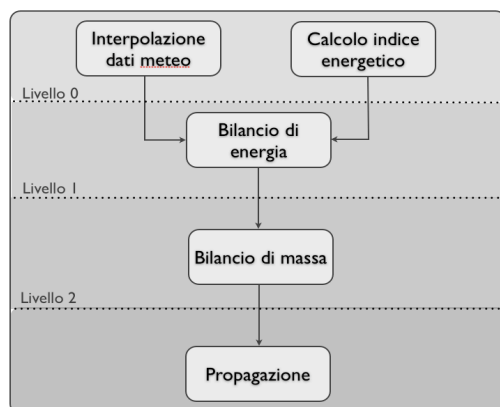 Interpolazione
dati meteo
Calcolo indice
energetico
Livello 0
Bilancio di
energia
Livello 1
Bilancio di massa
Livello 2
Propagazione